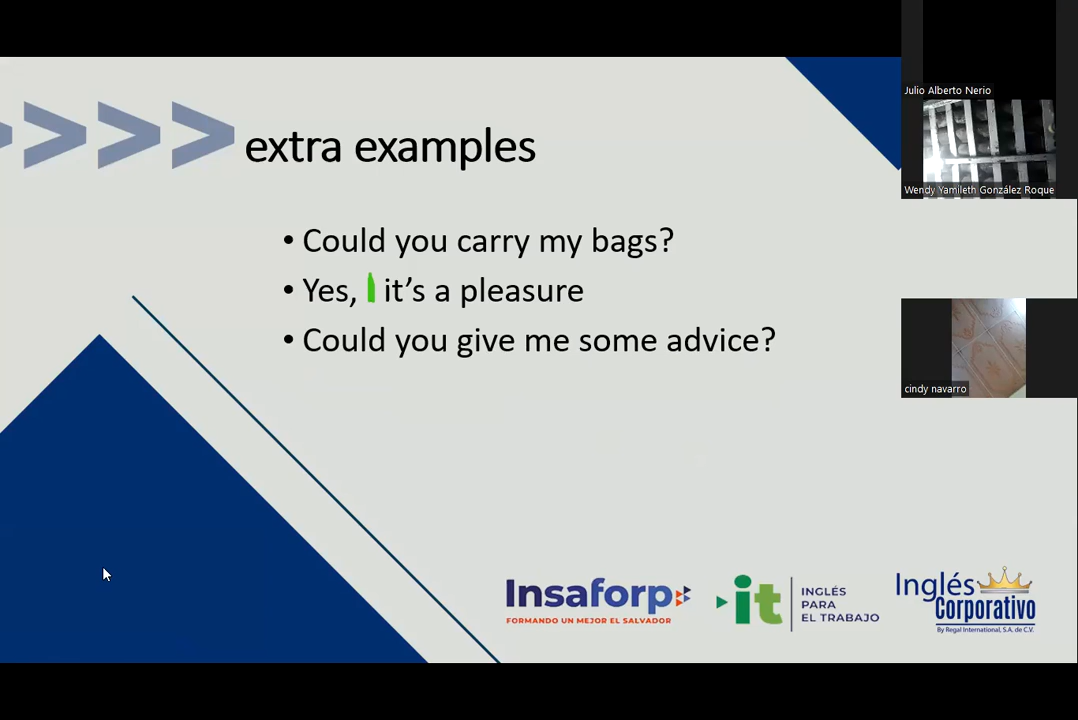 Julio Alberto Nerio
Wendy Yamileth González Roque
>>>> extra examples
• Could you carry my bags?
• Yes, it’s a pleasure
• Could you give me some advice?
cindy navarro
Insaforp
FORMANDO UN MEJOR EL SALVADOR
it
INGLÉS
PARA
EL TRABAJO
Inglés
Corporativo
By Regal International, S.A. de C.V.